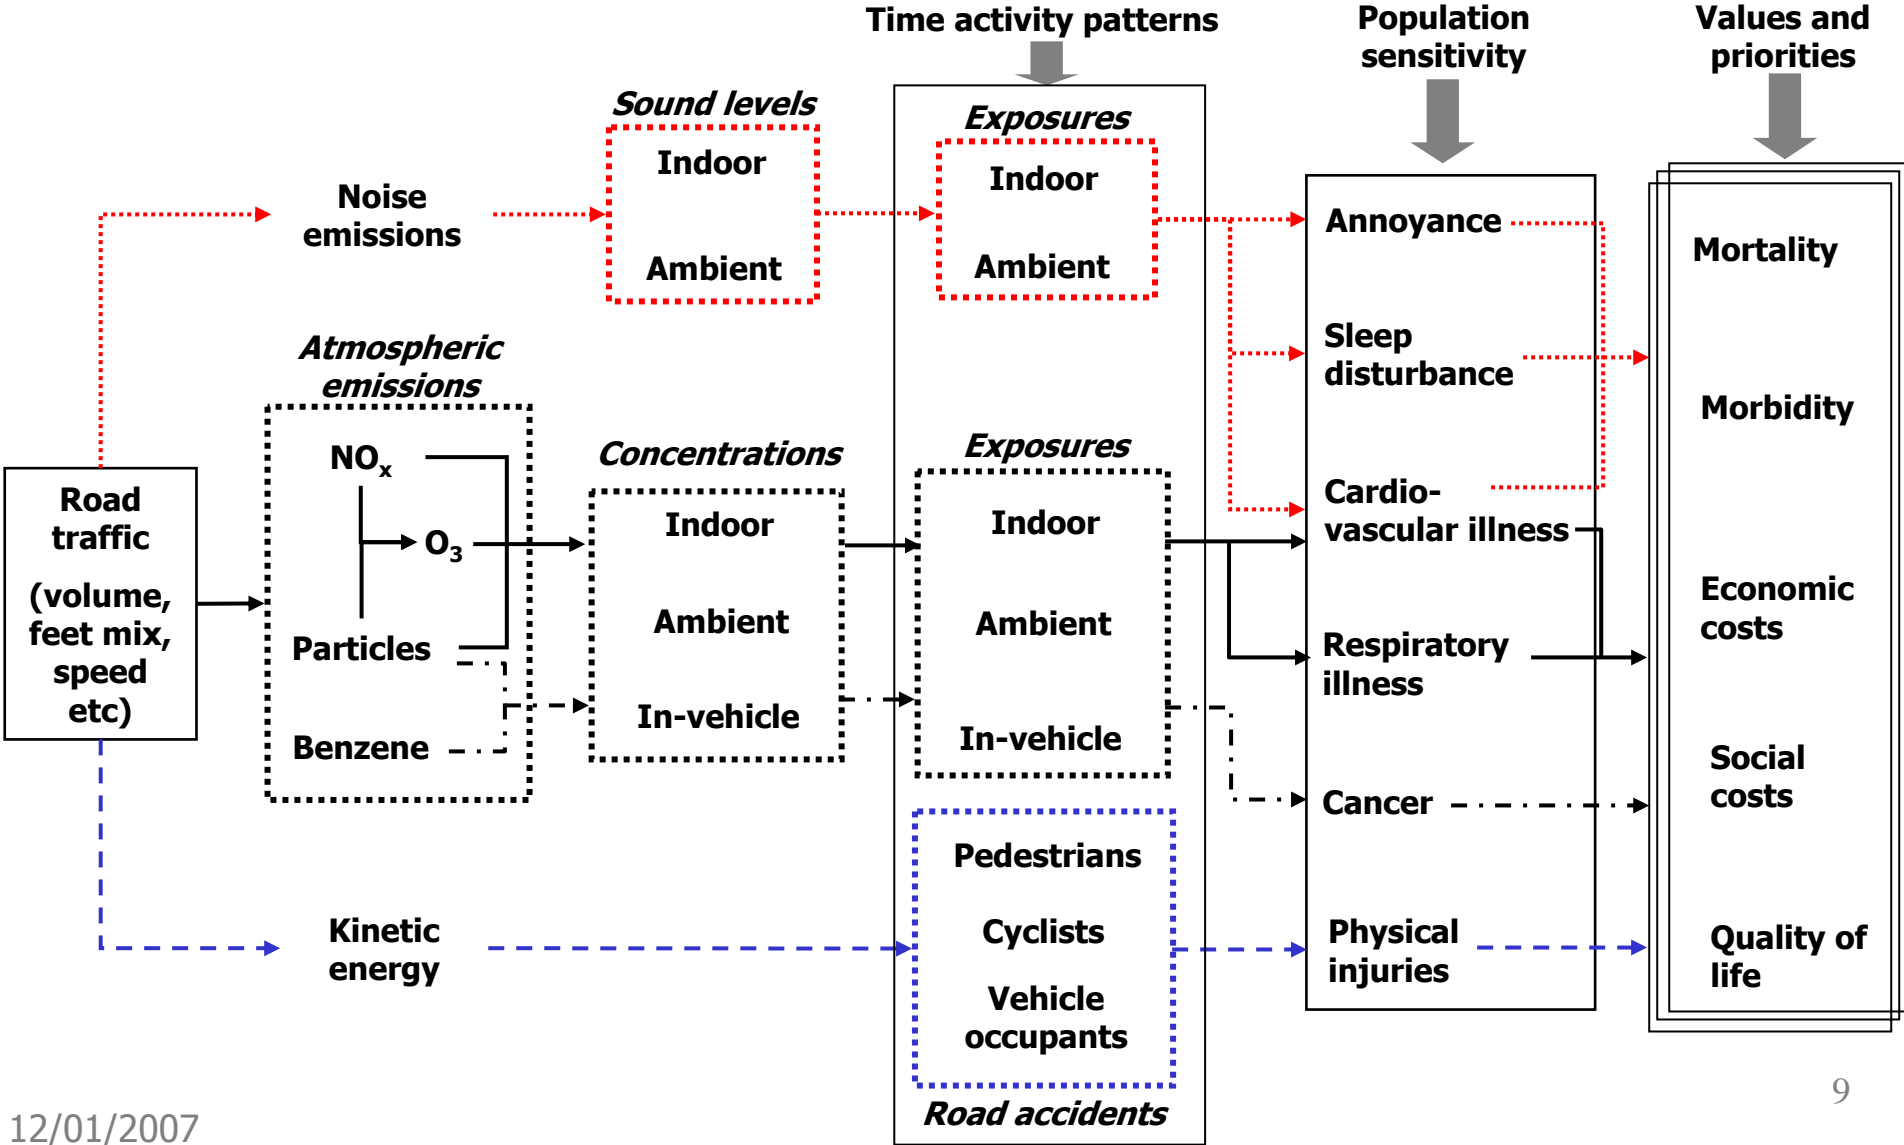 Time activity patterns
Population
sensitivity
Values and
priorities
Sound levels
Indoor
Ambient
Exposures
Indoor
Ambient
Noise
emissions
Annoyance
Sleep
disturbance
Cardio-
vascular illness
Respiratory
illness
Cancer
Physical
injuries
Mortality
Morbidity
Economic
costs
Social
costs
Quality of
life
Atmospheric
emissions
NOx
O3
Particles
Benzene
Concentrations
Indoor
Ambient
In-vehicle
Exposures
Indoor
Ambient
In-vehicle
Road
traffic
(volume,
feet mix,
speed
etc)
Kinetic
energy
Pedestrians
Cyclists
Vehicle
occupants
Road accidents
12/01/2007
9